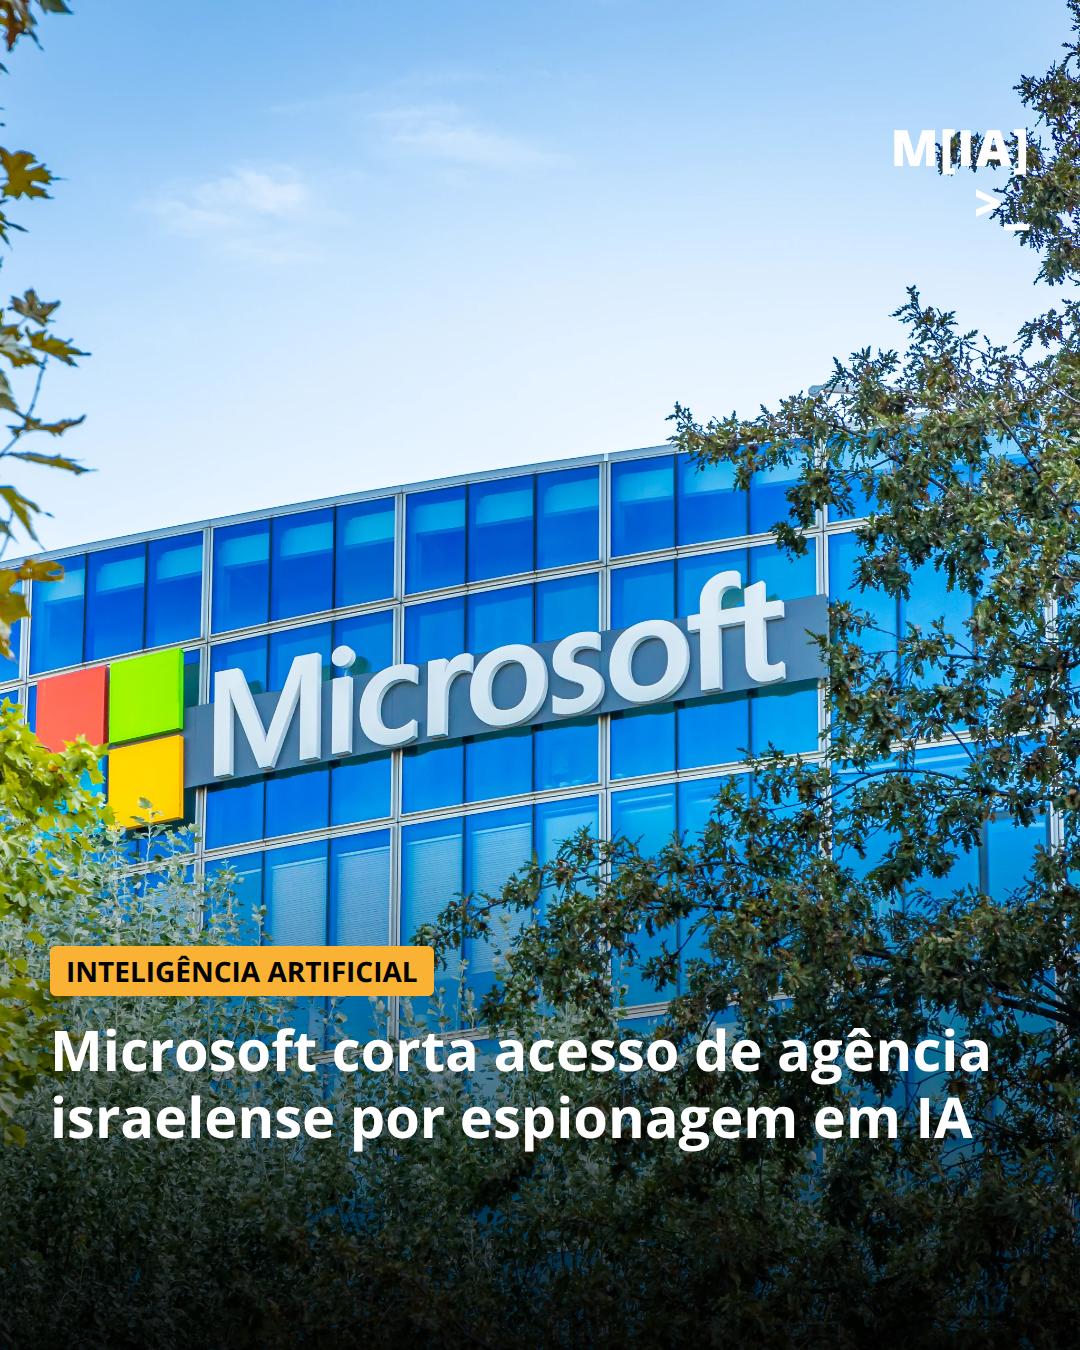 M[IA]
>_
Microsoft
INTELIGÊNCIA ARTIFICIAL
Microsoft corta acesso de agência
israelense por espionagem em IA